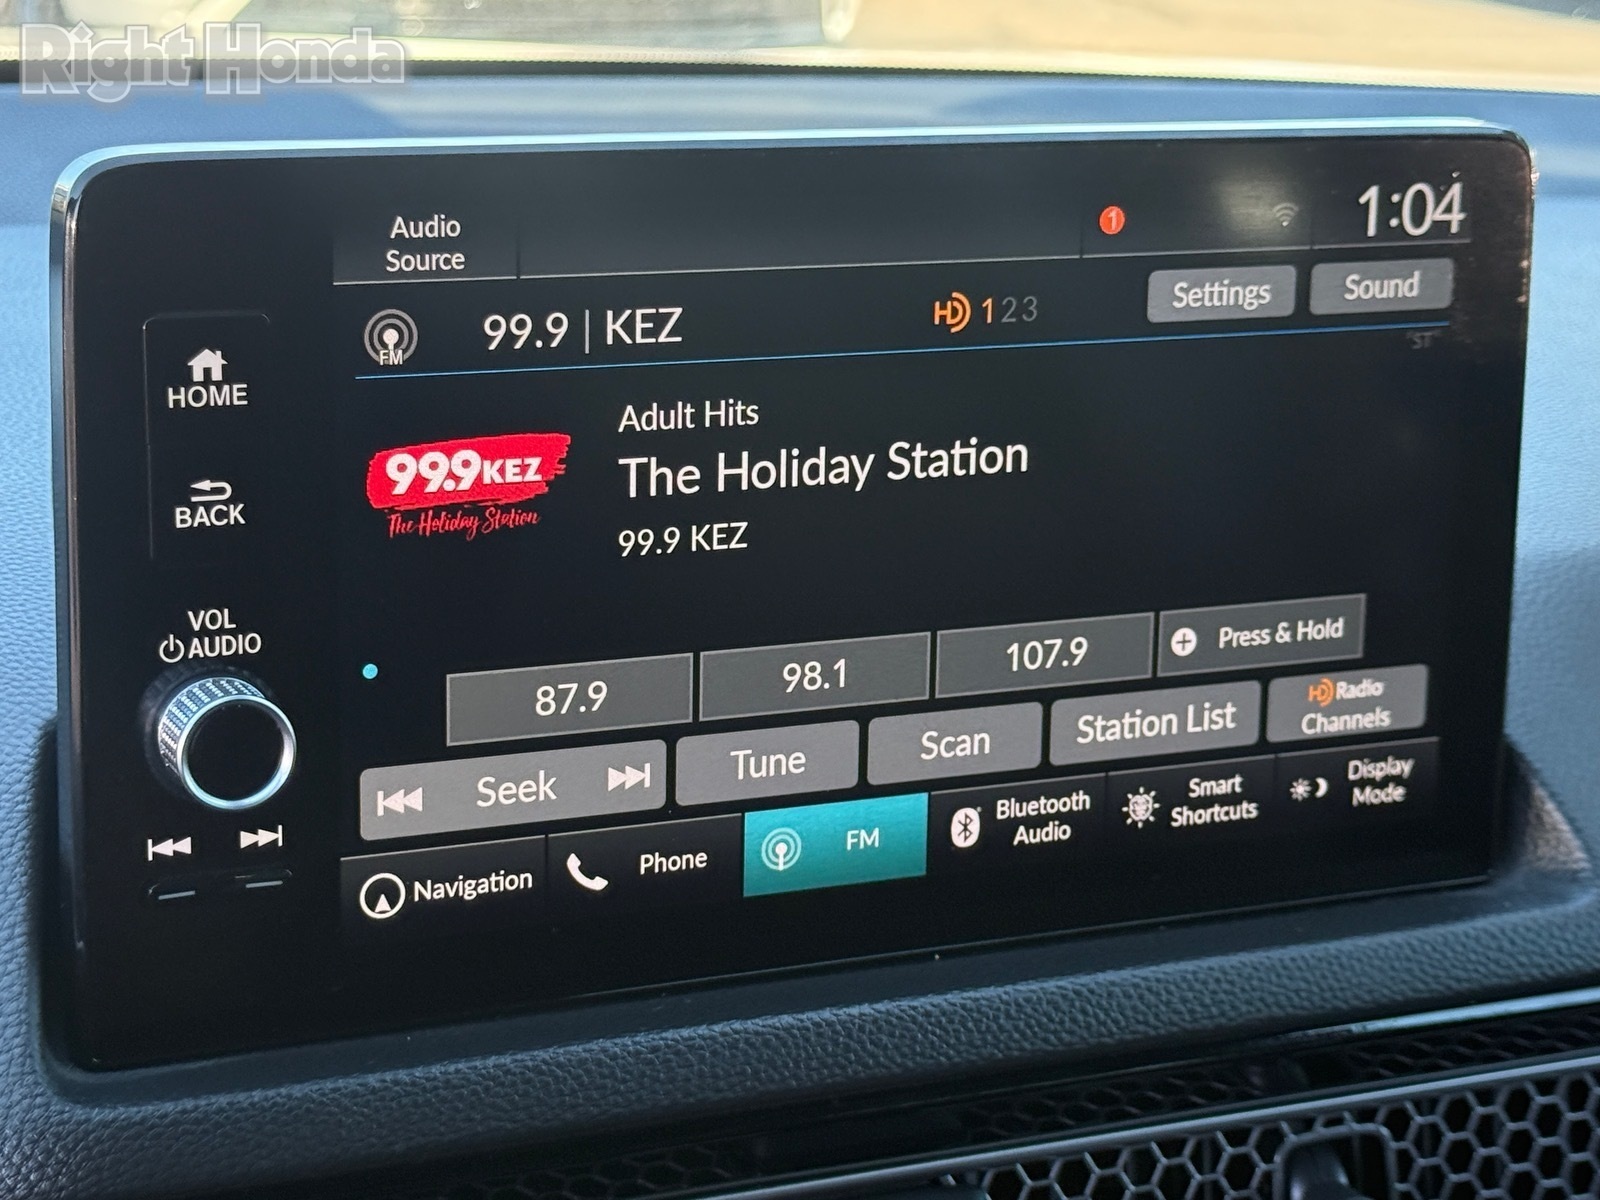 Right Honda
Audio
Source
1
1:04
FM
99.9 | KEZ
HD 1 2 3
Settings
Sound
ST
HOME
BACK
VOL
AUDIO
99.9 KEZ
The Holiday Station
Adult Hits
The Holiday Station
99.9 KEZ
87.9
98.1
107.9
Press & Hold
Seek
Tune
Scan
Station List
HD Radio
Channels
Navigation
Phone
FM
Bluetooth
Audio
Smart
Shortcuts
Display
Mode